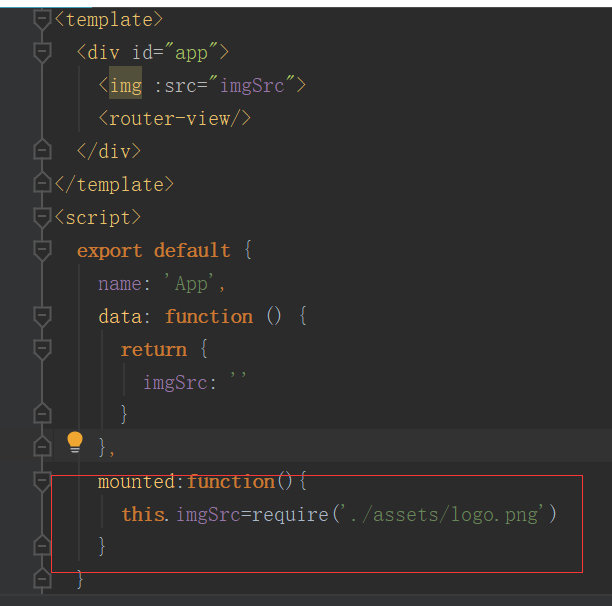 <template>
<div id="app">
<img :src="imgSrc">
<router-view/>
</div>
</template>
<script>
export default {
name: 'App',
data: function () {
return {
imgSrc: ''
}
},
mounted:function(){
this.imgSrc=require('./assets/logo.png')
}
}